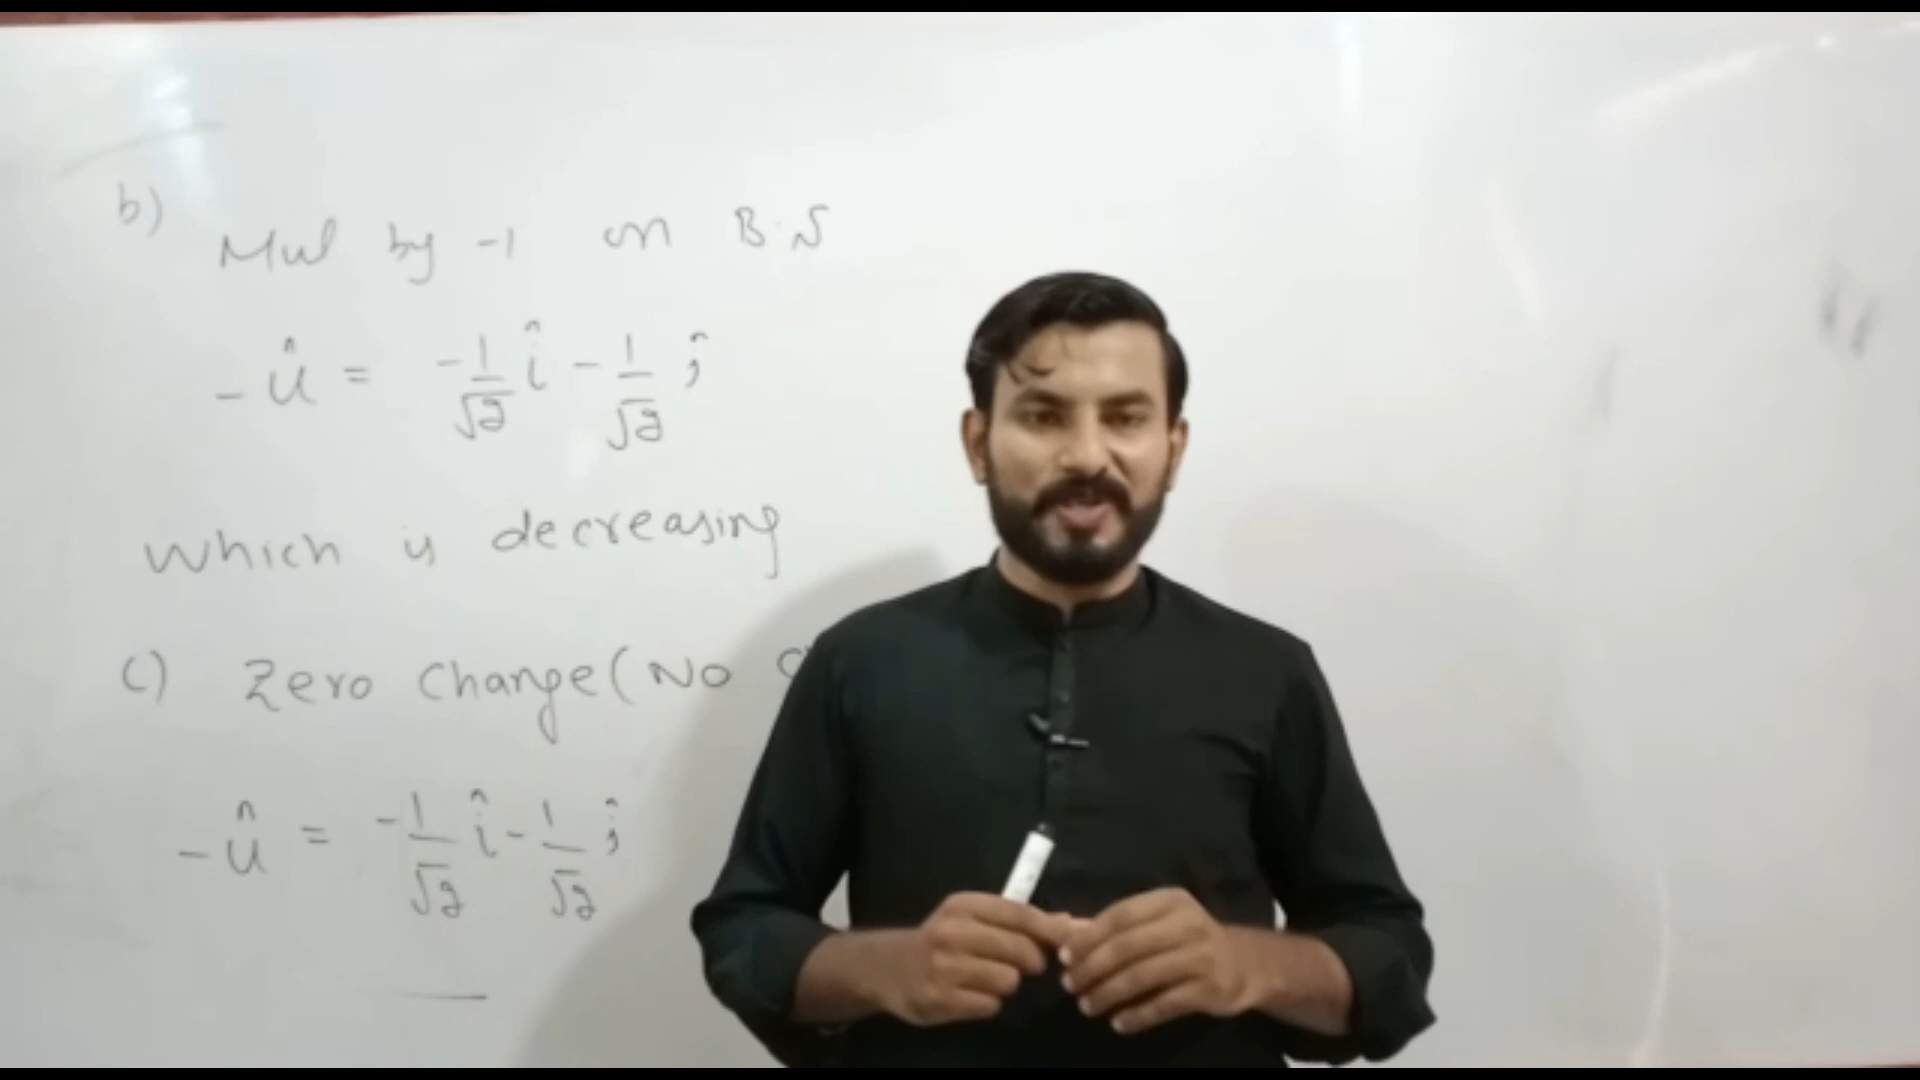 b)
Mul by -1 on B.S
-û = -1/√2 î - 1/√2 ĵ
Which is decreasing
C) Zero Change (No
-û = -1/√2 î - 1/√2 ĵ